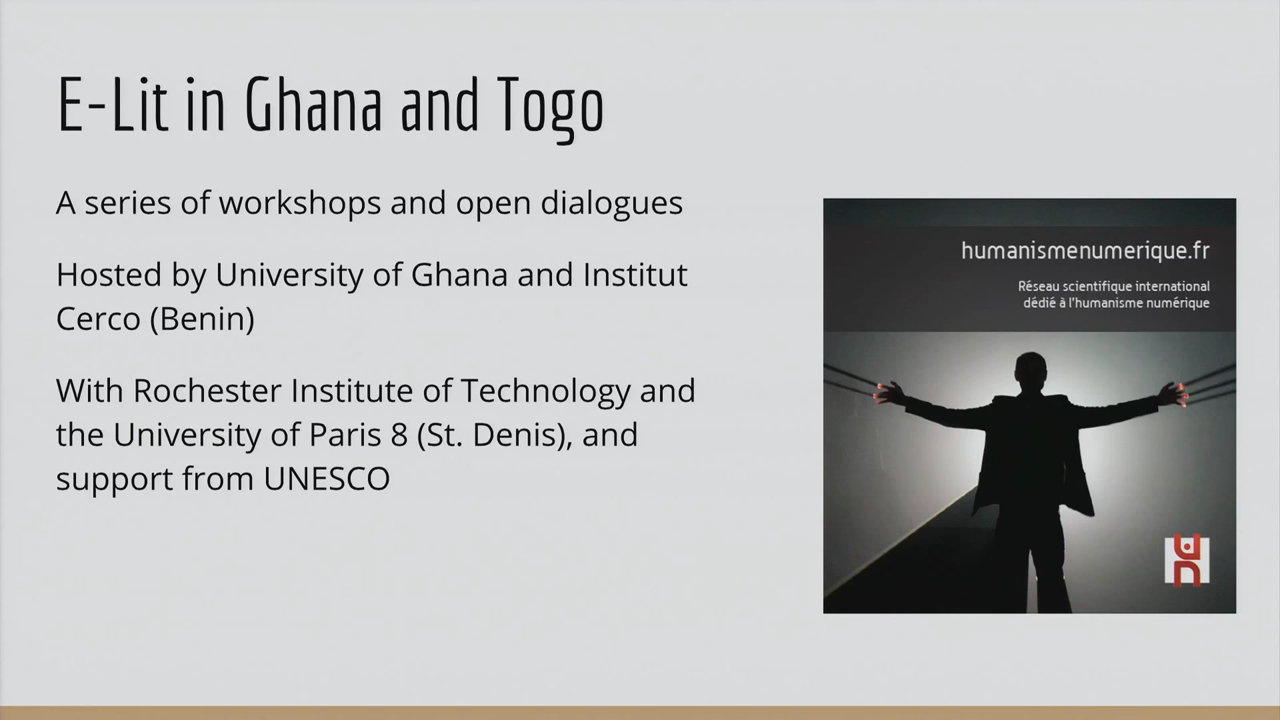 E-Lit in Ghana and Togo
A series of workshops and open dialogues
Hosted by University of Ghana and Institut
Cerco (Benin)
With Rochester Institute of Technology and
the University of Paris 8 (St. Denis), and
support from UNESCO
humanismenumerique.fr
Réseau scientifique international
dédié à l'humanisme numérique